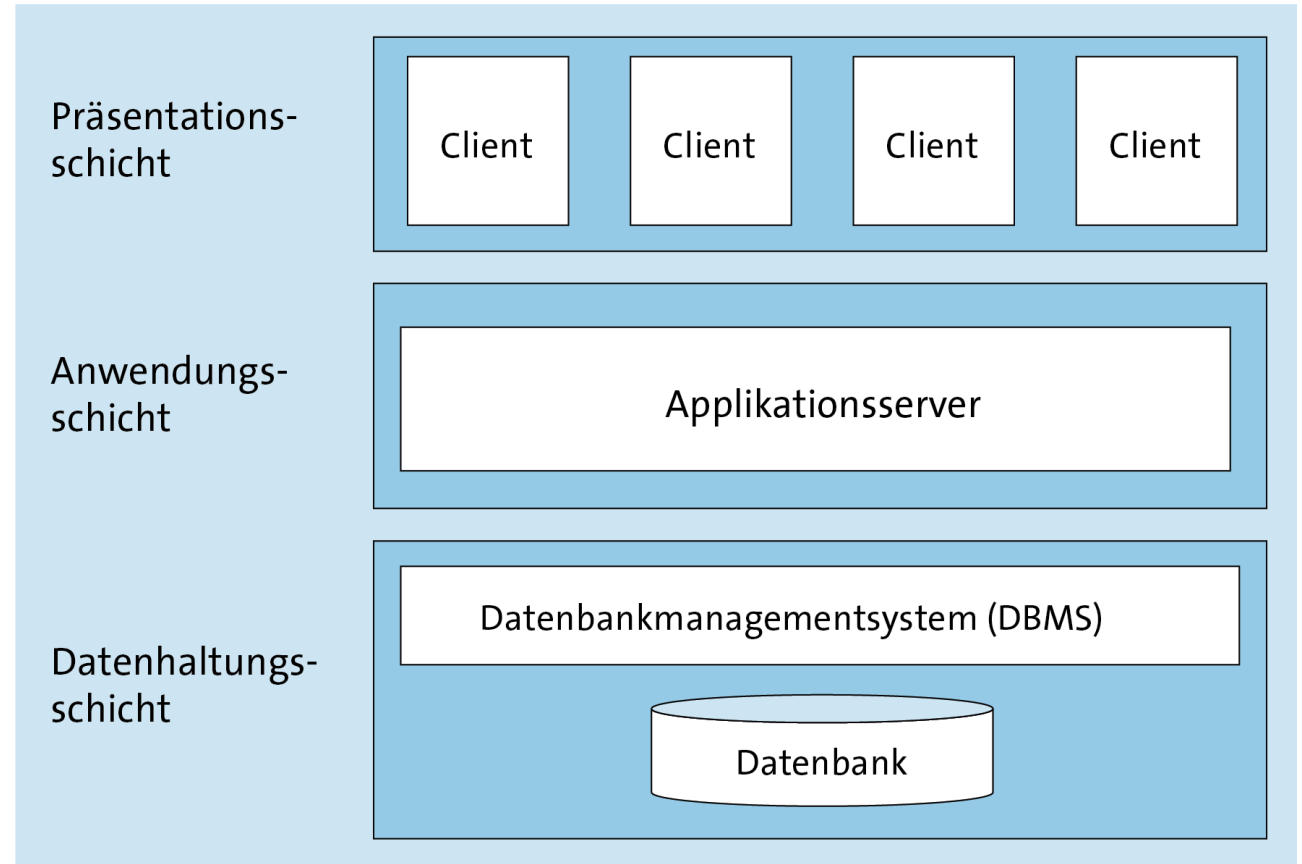 Präsentations-
schicht
Client
Client
Client
Client
Anwendungs-
schicht
Applikationsserver
Datenhaltungs-
schicht
Datenbankmanagementsystem (DBMS)
Datenbank